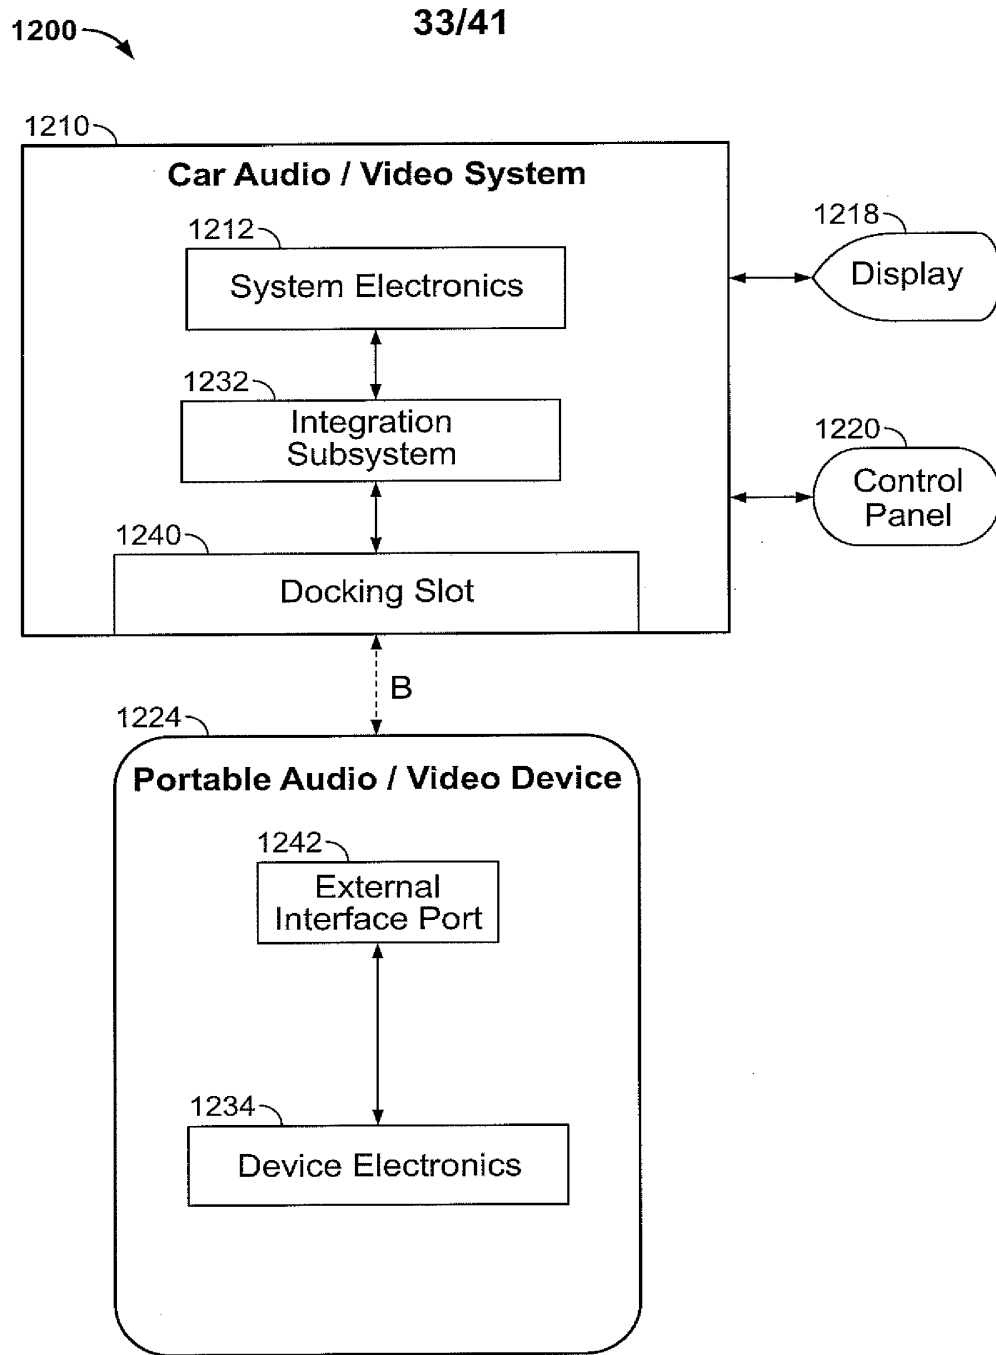 1200
33/41
1210
Car Audio / Video System
1212
System Electronics
1218
Display
1232
Integration
Subsystem
1220
Control
Panel
1240
Docking Slot
B
1224
Portable Audio / Video Device
1242
External
Interface Port
1234
Device Electronics